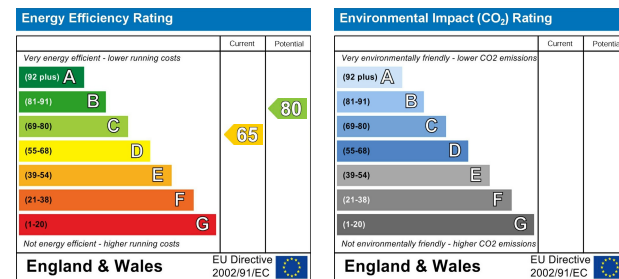 Energy Efficiency Rating
Current Potential
Very energy efficient - lower running costs
(92 plus) A
(81-91) B
(69-80) C
(55-68) D
(39-54) E
(21-38) F
(1-20) G
65
80
Not energy efficient - higher running costs
England & Wales
EU Directive
2002/91/EC
Environmental Impact (CO2) Rating
Current Potential
Very environmentally friendly - lower CO2 emissions
(92 plus) A
(81-91) B
(69-80) C
(55-68) D
(39-54) E
(21-38) F
(1-20) G
Not environmentally friendly - higher CO2 emissions
England & Wales
EU Directive
2002/91/EC